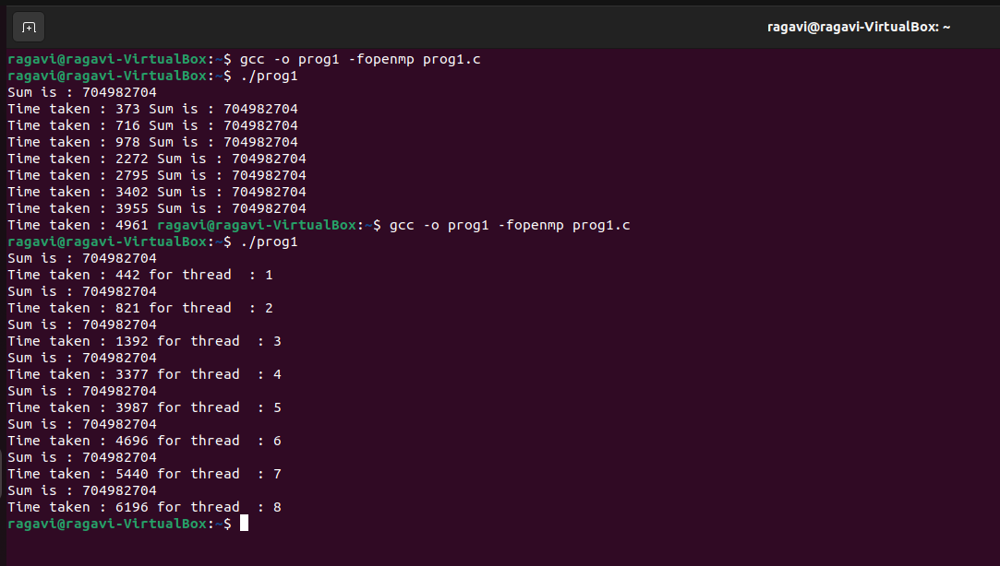 ragavi@ragavi-VirtualBox: ~
ragavi@ragavi-VirtualBox:~$ gcc -o prog1 -fopenmp prog1.c
ragavi@ragavi-VirtualBox:~$ ./prog1
Sum is : 704982704
Time taken : 373 Sum is : 704982704
Time taken : 716 Sum is : 704982704
Time taken : 978 Sum is : 704982704
Time taken : 2272 Sum is : 704982704
Time taken : 2795 Sum is : 704982704
Time taken : 3402 Sum is : 704982704
Time taken : 3955 Sum is : 704982704
Time taken : 4961 ragavi@ragavi-VirtualBox:~$ gcc -o prog1 -fopenmp prog1.c
ragavi@ragavi-VirtualBox:~$ ./prog1
Sum is : 704982704
Time taken : 442 for thread  : 1
Sum is : 704982704
Time taken : 821 for thread  : 2
Sum is : 704982704
Time taken : 1392 for thread  : 3
Sum is : 704982704
Time taken : 3377 for thread  : 4
Sum is : 704982704
Time taken : 3987 for thread  : 5
Sum is : 704982704
Time taken : 4696 for thread  : 6
Sum is : 704982704
Time taken : 5440 for thread  : 7
Sum is : 704982704
Time taken : 6196 for thread  : 8
ragavi@ragavi-VirtualBox:~$